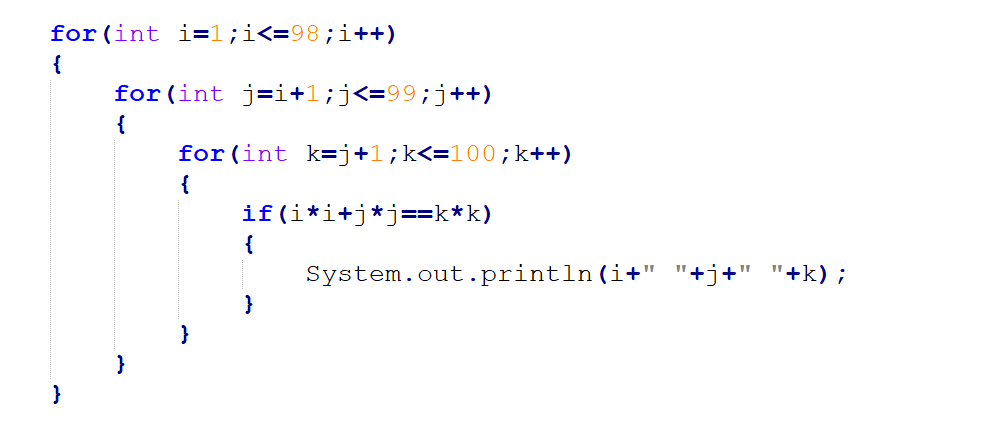 for(int i=1;i<=98;i++)
{
    for(int j=i+1;j<=99;j++)
    {
        for(int k=j+1;k<=100;k++)
        {
            if(i*i+j*j==k*k)
            {
                System.out.println(i+" "+j+" "+k);
            }
        }
    }
}